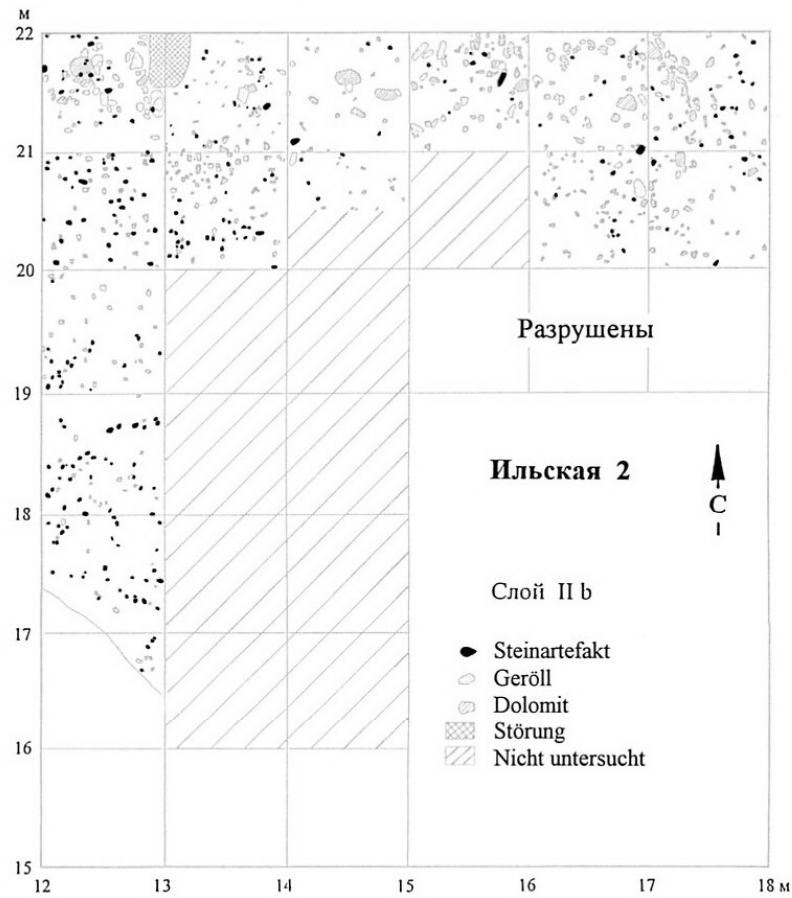 м
22
21
20
Разрушены
19
Ильская 2
С
18
Слой II b
17
Steinartefakt
Geröll
Dolomit
Störung
16
Nicht untersucht
15
12 13 14 15 16 17 18 м